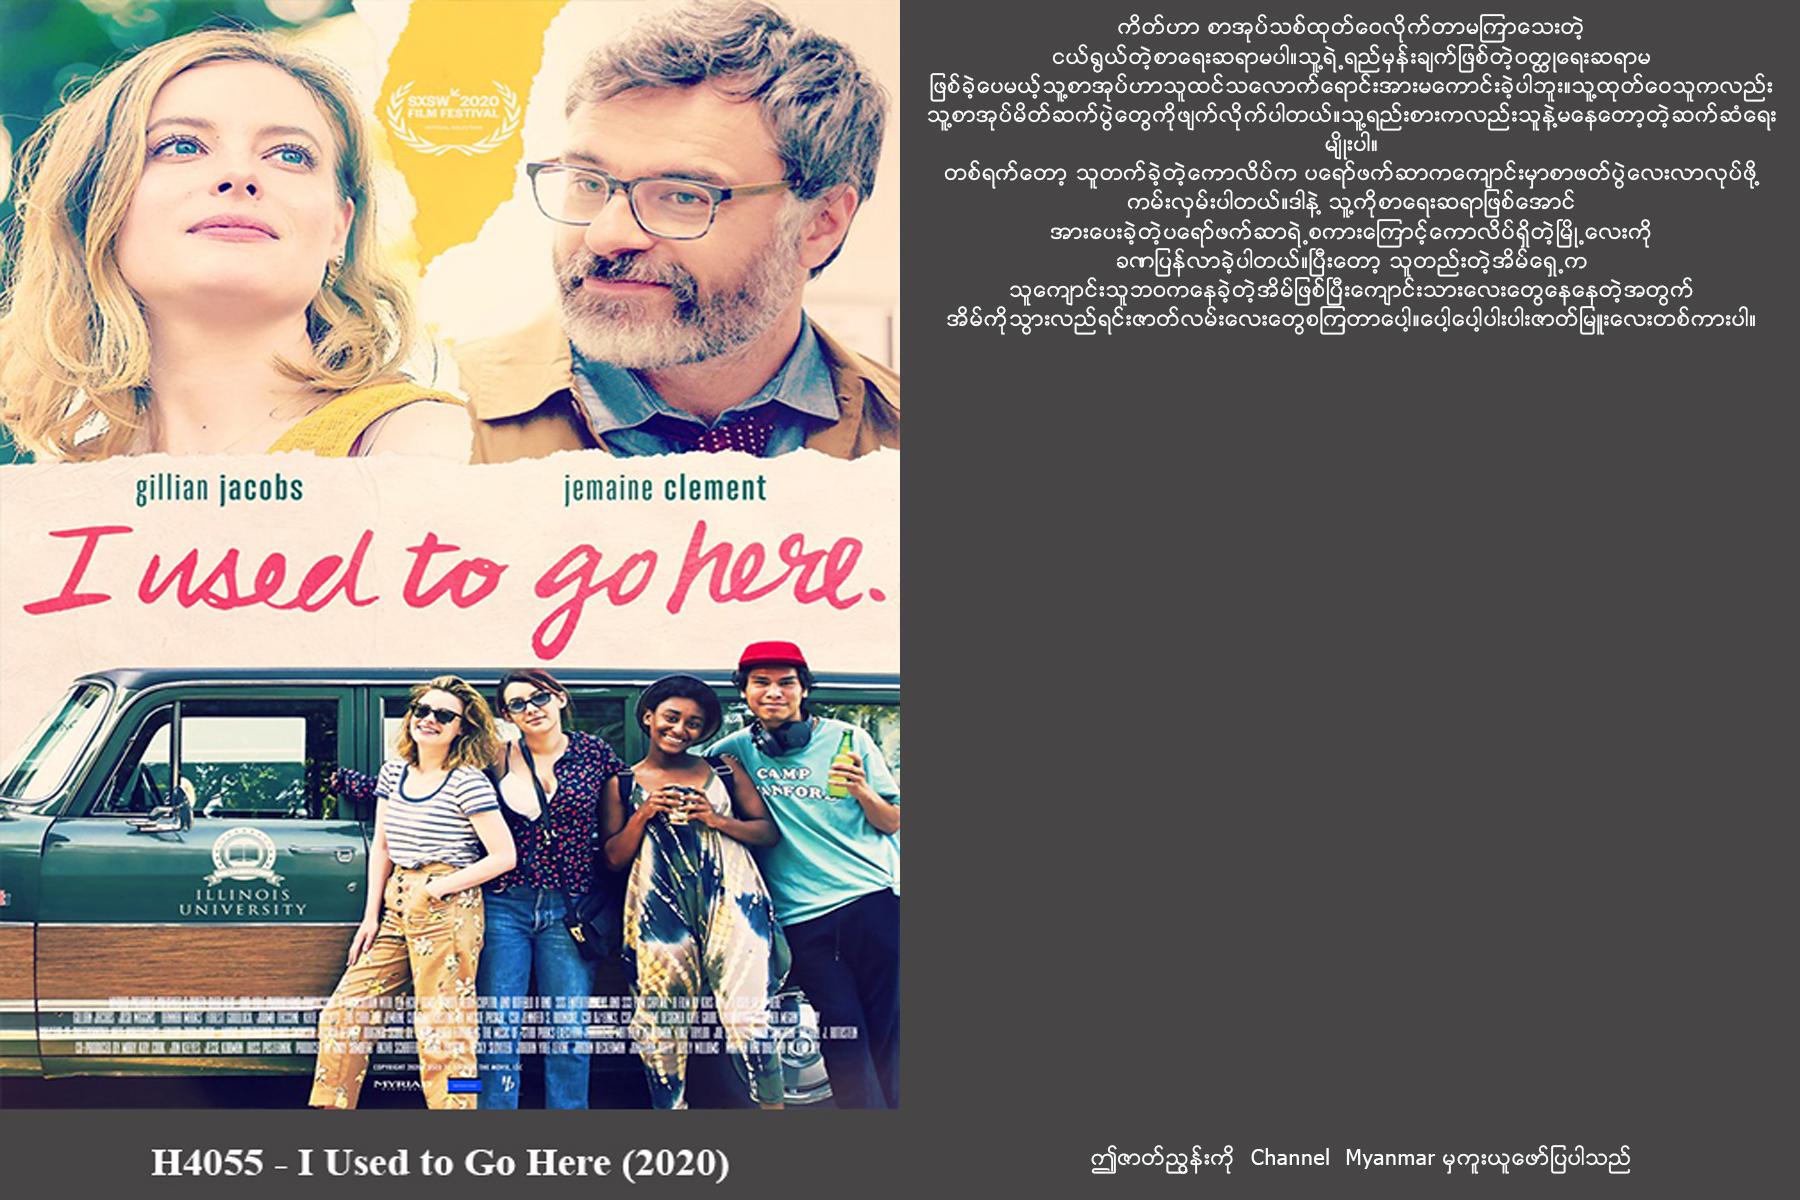 SXSW 2020
FILM FESTIVAL
OFFICIAL SELECTION
gillian jacobs
jemaine clement
I used to go here.
CAMP
ILLINOIS
UNIVERSITY
MYRIAD
H4055 - I Used to Go Here (2020)
ကိတ်ဟာ စာအုပ်သစ်ထုတ်ဝေလိုက်တာမကြာသေးတဲ့
ငယ်ရွယ်တဲ့စာရေးဆရာမပါ။သူ့ရဲ့ရည်မှန်းချက်ဖြစ်တဲ့ဝတ္ထုရေးဆရာမ
ဖြစ်ခဲ့ပေမယ့်သူ့စာအုပ်ဟာသူထင်သလောက်ရောင်းအားမကောင်းခဲ့ပါဘူး။သူ့ထုတ်ဝေသူကလည်း
သူ့စာအုပ်မိတ်ဆက်ပွဲတွေကိုဖျက်လိုက်ပါတယ်။သူ့ရည်းစားကလည်းသူနဲ့မနေတော့တဲ့ဆက်ဆံရေး
မျိုးပါ။
တစ်ရက်တော့ သူတက်ခဲ့တဲ့ကောလိပ်က ပရော်ဖက်ဆာကကျောင်းမှာစာဖတ်ပွဲလေးလာလုပ်ဖို့
ကမ်းလှမ်းပါတယ်။ဒါနဲ့ သူ့ကိုစာရေးဆရာဖြစ်အောင်
အားပေးခဲ့တဲ့ပရော်ဖက်ဆာရဲ့စကားကြောင့်ကောလိပ်ရှိတဲ့မြို့လေးကို
ခဏပြန်လာခဲ့ပါတယ်။ပြီးတော့ သူတည်းတဲ့အိမ်ရှေ့က
သူကျောင်းသူဘဝကနေခဲ့တဲ့အိမ်ဖြစ်ပြီးကျောင်းသားလေးတွေနေနေတဲ့အတွက်
အိမ်ကိုသွားလည်ရင်းဇာတ်လမ်းလေးတွေစကြတာပေါ့။ပေါ့ပေါ့ပါးပါးဇာတ်မြူးလေးတစ်ကားပါ။
ဤဇာတ်ညွှန်းကို Channel Myanmar မှကူးယူဖော်ပြပါသည်